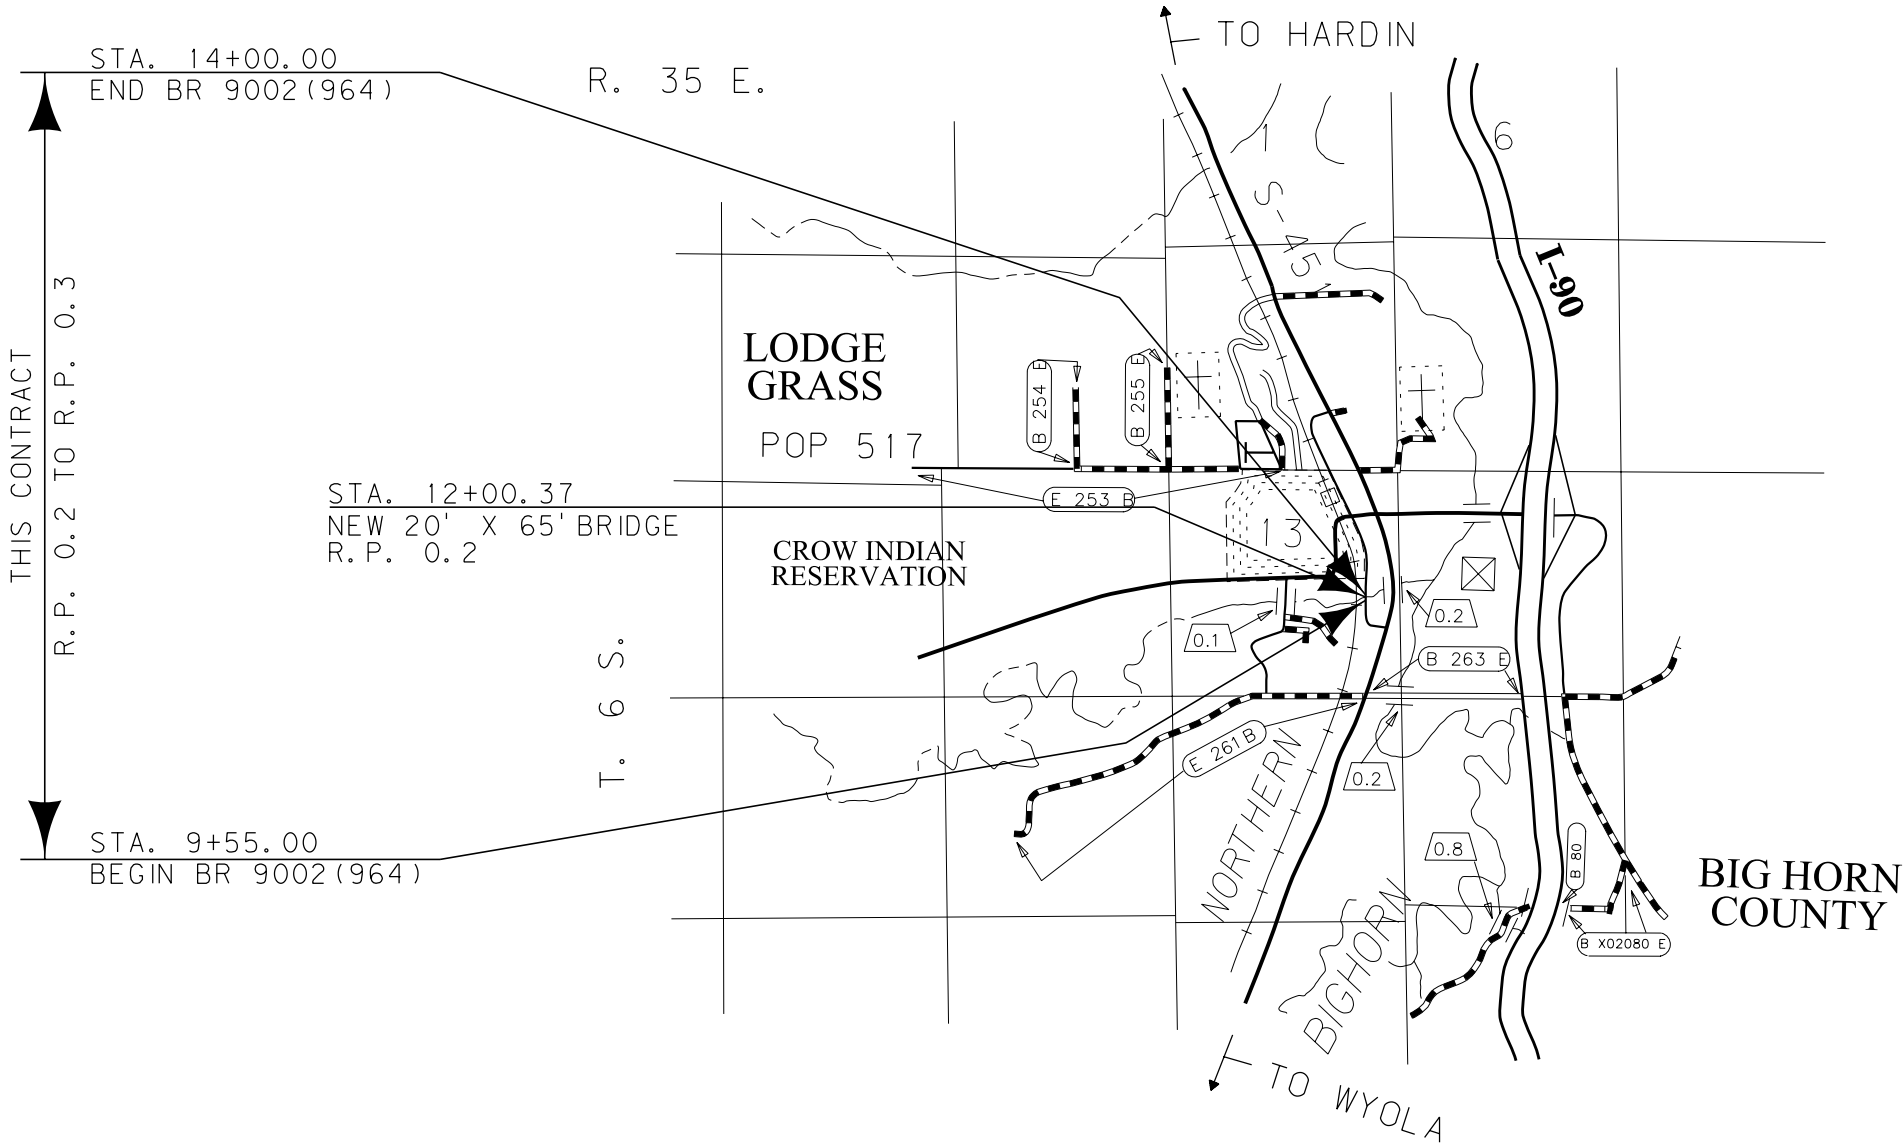 TO HARDIN
STA. 14+00.00
END BR 9002(964)
R. 35 E.
1
6
S-451
I-90
THIS CONTRACT
R.P. 0.2 TO R.P. 0.3
LODGE
GRASS
POP 517
B 254 E
B 255 E
STA. 12+00.37
NEW 20' X 65' BRIDGE
R.P. 0.2
E 253 B
13
CROW INDIAN
RESERVATION
T. 6 S.
0.1
0.2
B 263 E
E 261 B
0.2
NORTHERN
STA. 9+55.00
BEGIN BR 9002(964)
0.8
B 80
BIG HORN
COUNTY
B X02080 E
BIGHORN
TO WYOLA